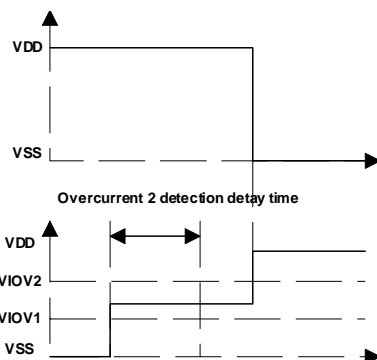 VDD
VSS
Overcurrent 2 detection detay time
VDD
VIOV2
VIOV1
VSS